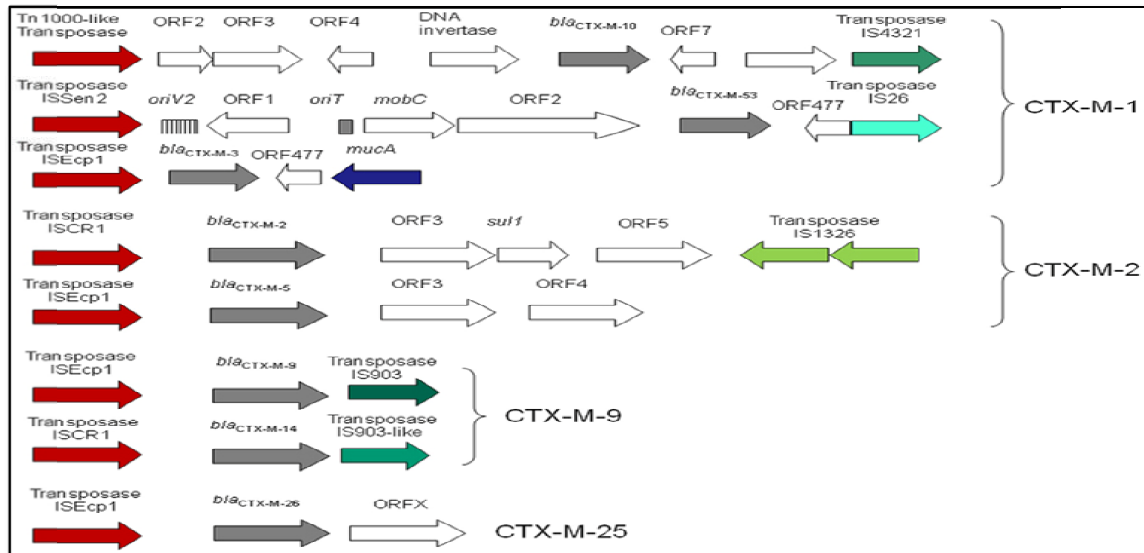 Tn1000-like Transposase ORF2 ORF3 ORF4 DNA invertase blaCTX-M-10 ORF7 Transposase IS4321
Transposase ISSen2 oriV2 ORF1 oriT mobC ORF2 blaCTX-M-53 ORF477 Transposase IS26
CTX-M-1
Transposase ISEcp1 blaCTX-M-3 ORF477 mucA
Transposase ISCR1 blaCTX-M-2 ORF3 sul1 ORF5 Transposase IS1326
CTX-M-2
Transposase ISEcp1 blaCTX-M-5 ORF3 ORF4
Transposase ISEcp1 blaCTX-M-9 Transposase IS903
CTX-M-9
Transposase ISCR1 blaCTX-M-14 Transposase IS903-like
Transposase ISEcp1 blaCTX-M-26 ORFX
CTX-M-25